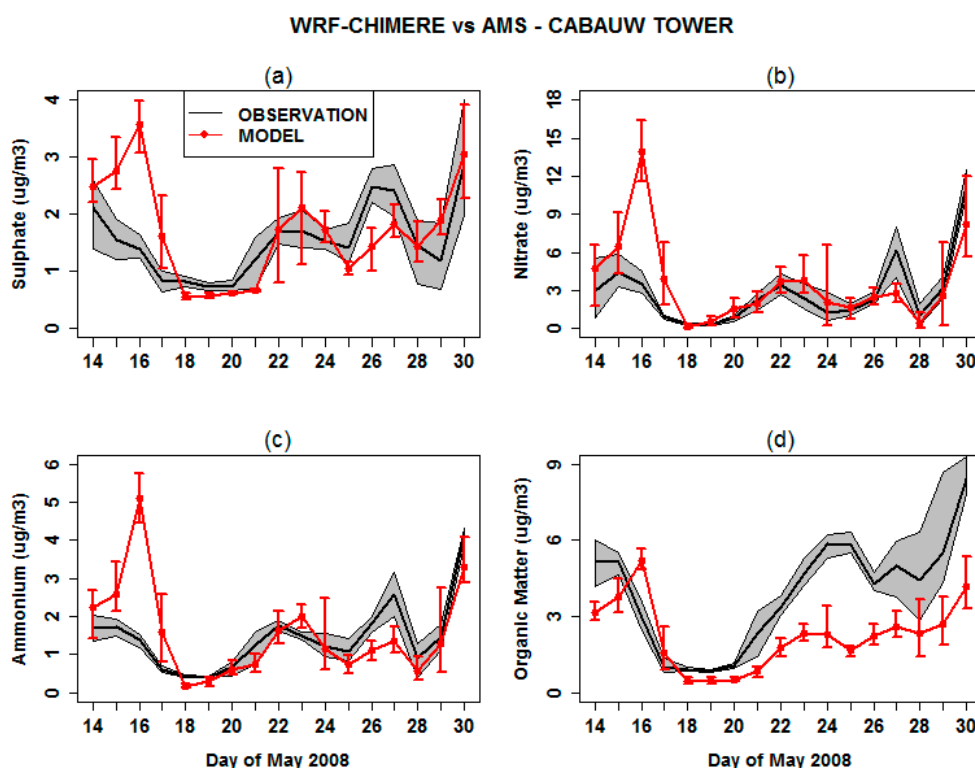 WRF-CHIMERE vs AMS - CABAUW TOWER
(a)
Sulphate (ug/m3)
4
3
2
1
0
OBSERVATION
MODEL
14 16 18 20 22 24 26 28 30
(b)
Nitrate (ug/m3)
18
15
12
9
6
3
0
14 16 18 20 22 24 26 28 30
(c)
Ammonium (ug/m3)
6
5
4
3
2
1
0
14 16 18 20 22 24 26 28 30
Day of May 2008
(d)
Organic Matter (ug/m3)
9
6
3
0
14 16 18 20 22 24 26 28 30
Day of May 2008